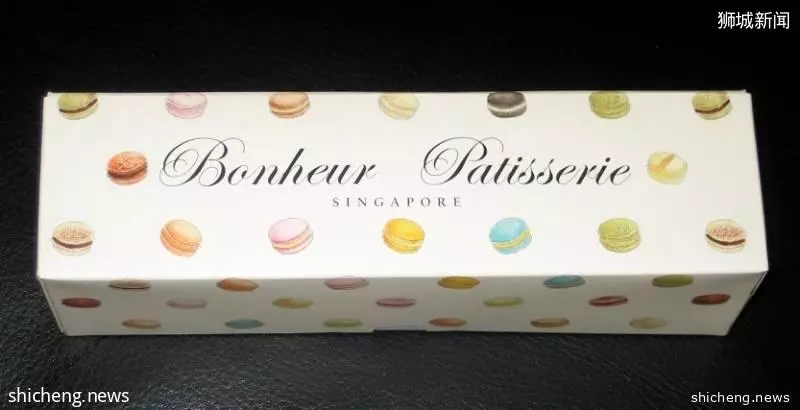 狮城新闻
Bonheur Patisserie
SINGAPORE
shicheng.news
shicheng.news